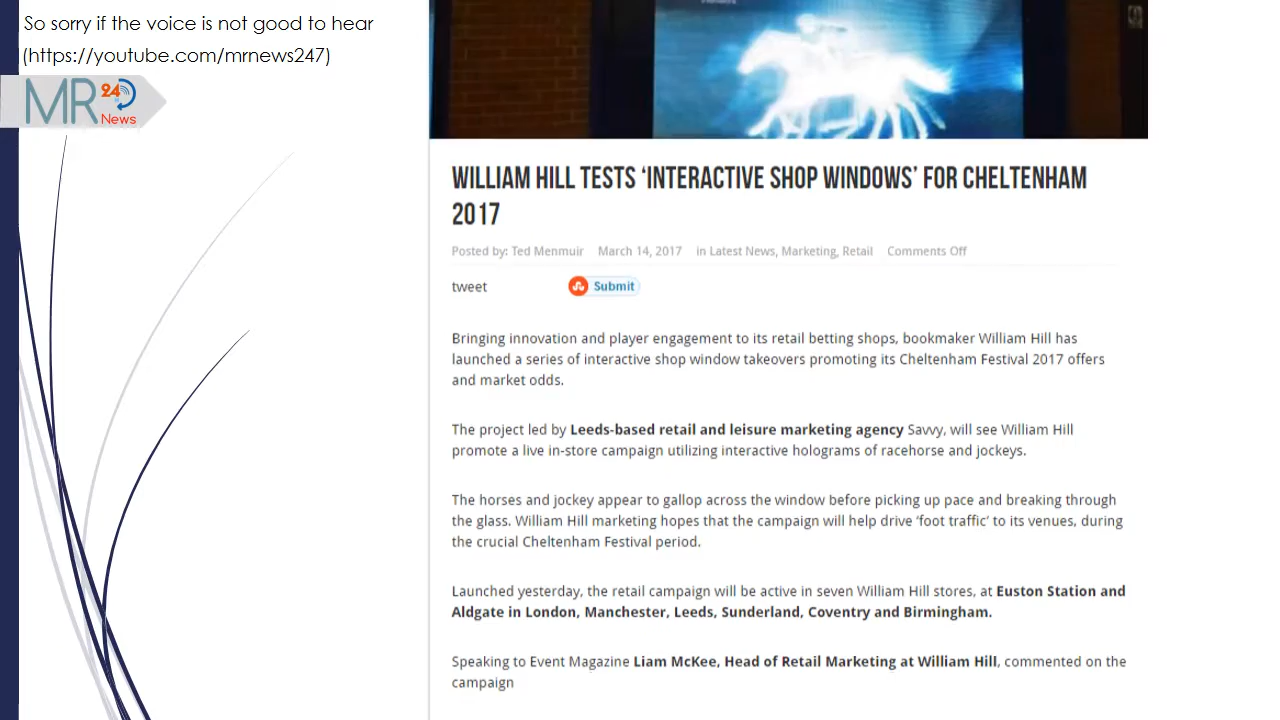 So sorry if the voice is not good to hear
(https://youtube.com/mrnews247)
MR 24
News
WILLIAM HILL TESTS ‘INTERACTIVE SHOP WINDOWS’ FOR CHELTENHAM
2017
Posted by: Ted Menmuir March 14, 2017 in Latest News, Marketing, Retail Comments Off
tweet Submit
Bringing innovation and player engagement to its retail betting shops, bookmaker William Hill has
launched a series of interactive shop window takeovers promoting its Cheltenham Festival 2017 offers
and market odds.
The project led by Leeds-based retail and leisure marketing agency Savvy, will see William Hill
promote a live in-store campaign utilizing interactive holograms of racehorse and jockeys.
The horses and jockey appear to gallop across the window before picking up pace and breaking through
the glass. William Hill marketing hopes that the campaign will help drive ‘foot traffic’ to its venues, during
the crucial Cheltenham Festival period.
Launched yesterday, the retail campaign will be active in seven William Hill stores, at Euston Station and
Aldgate in London, Manchester, Leeds, Sunderland, Coventry and Birmingham.
Speaking to Event Magazine Liam McKee, Head of Retail Marketing at William Hill, commented on the
campaign